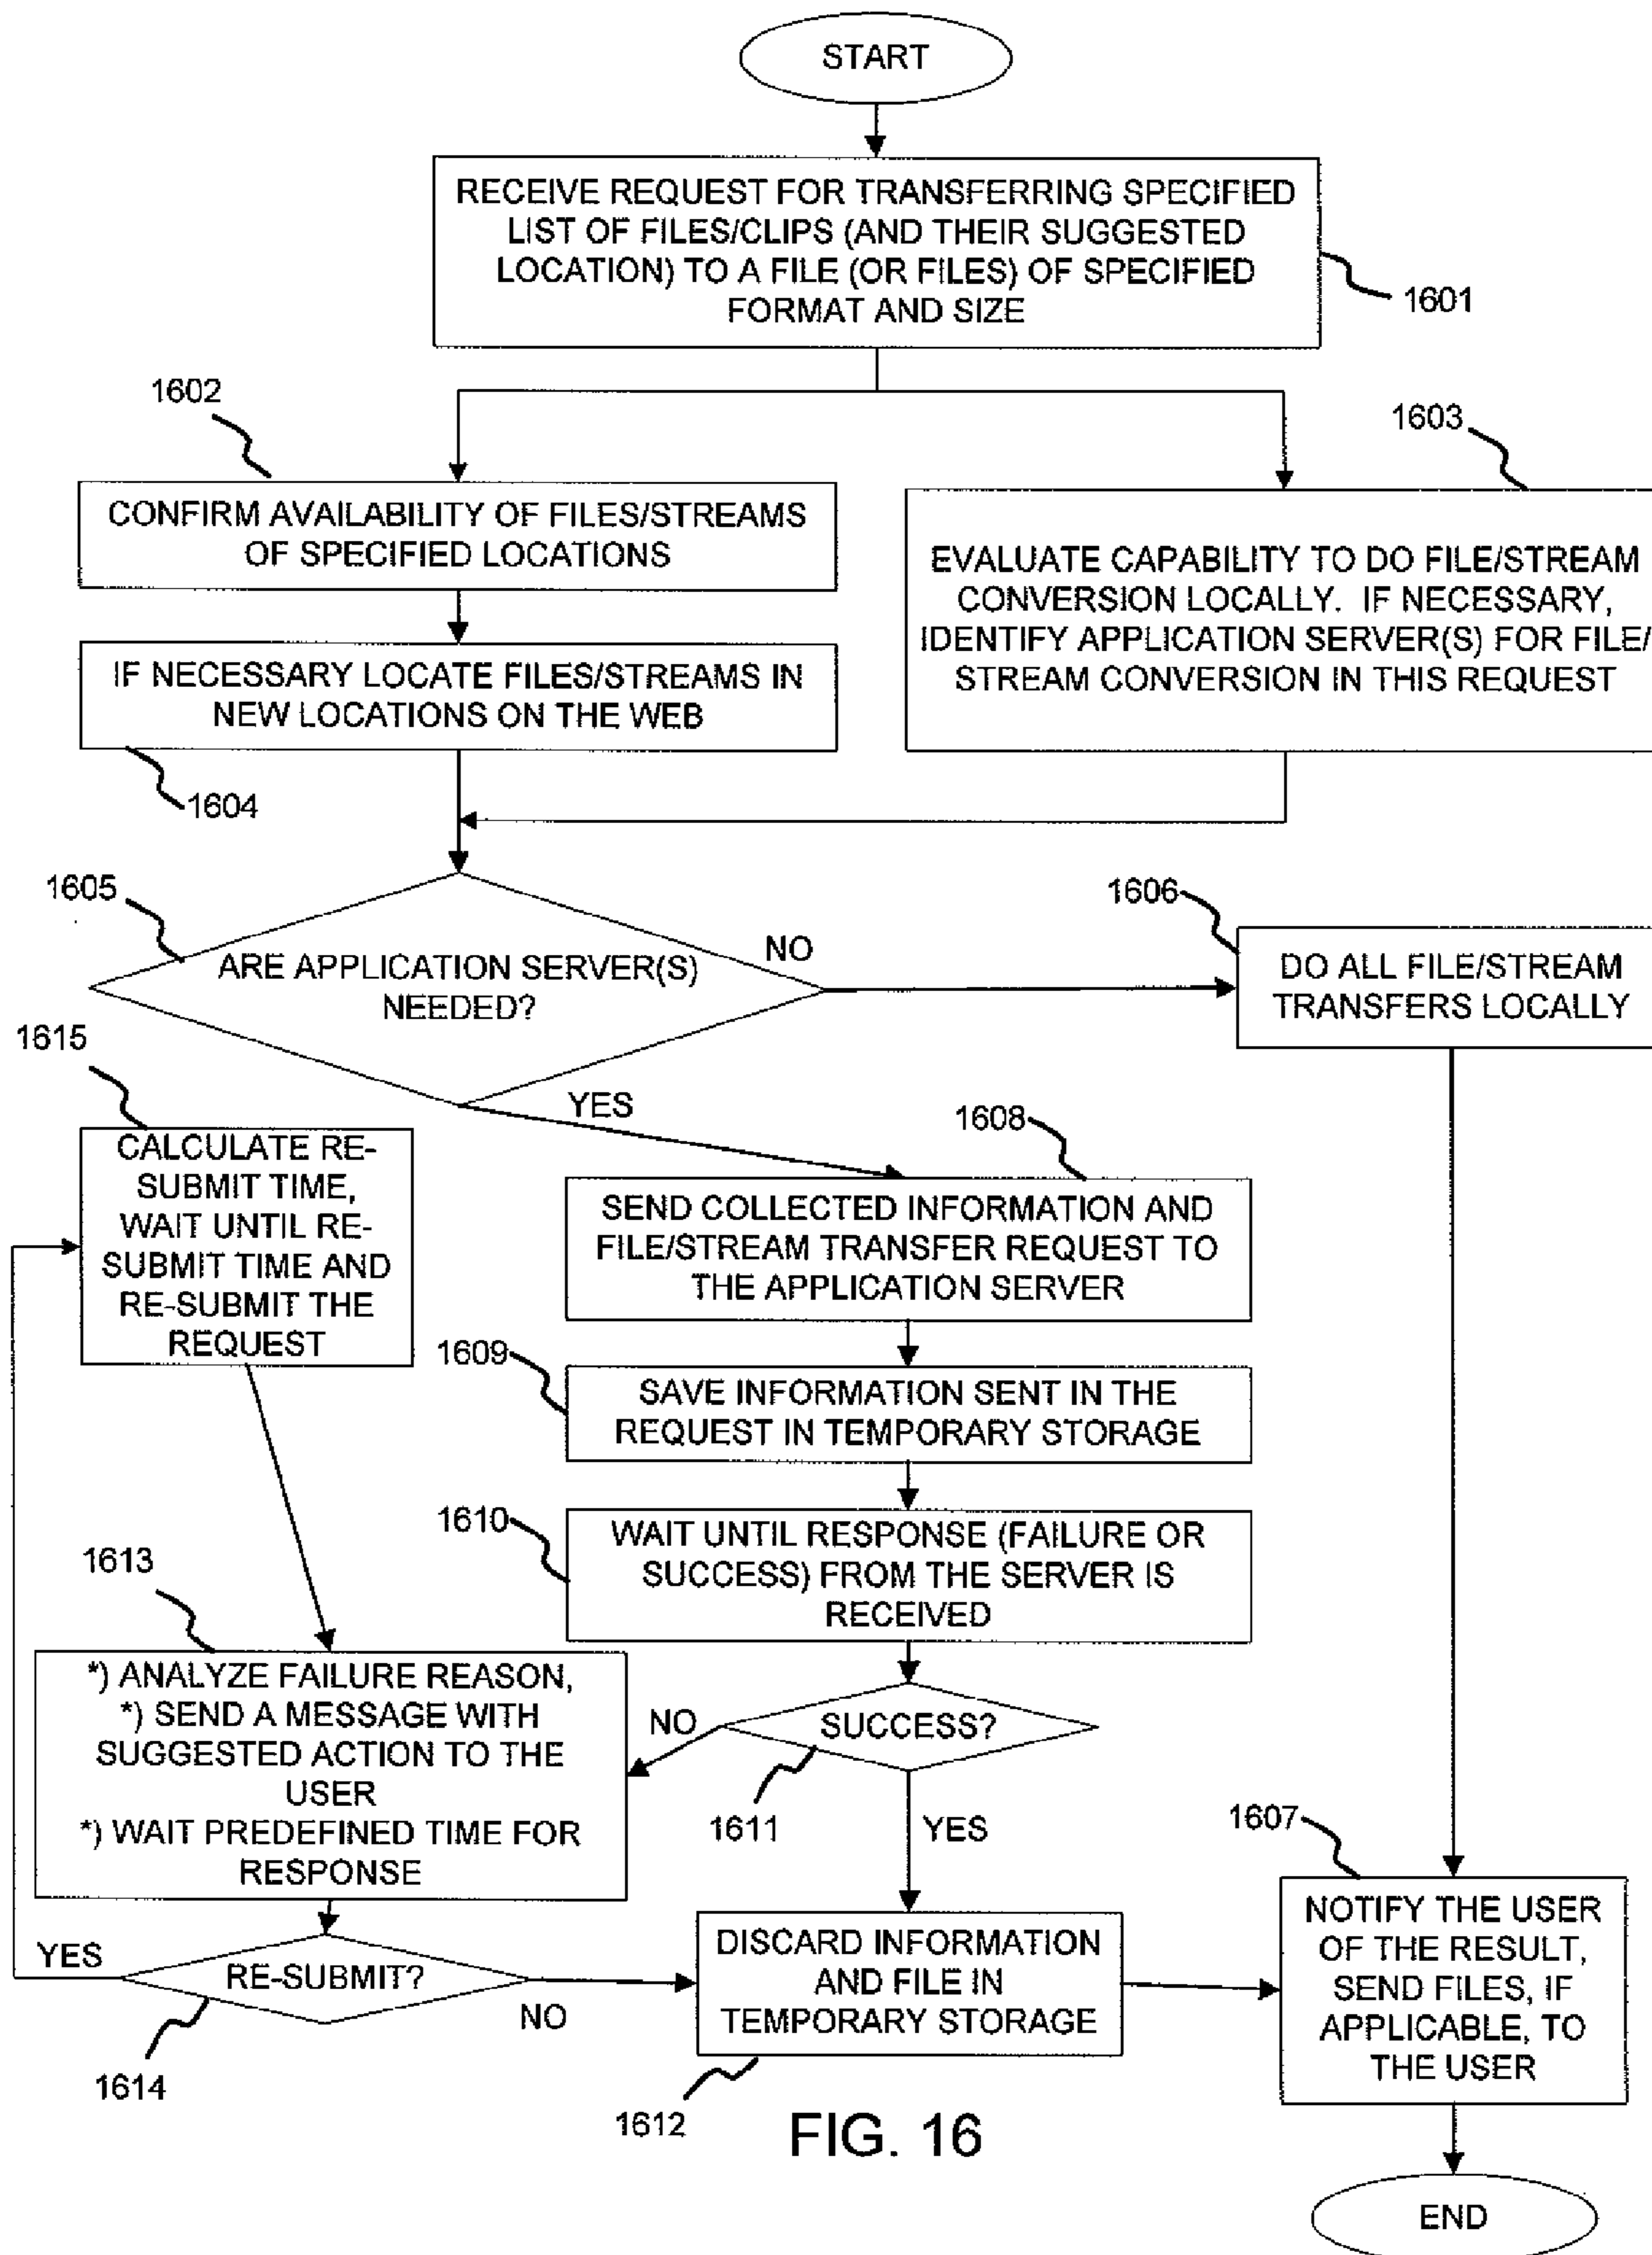 START
RECEIVE REQUEST FOR TRANSFERRING SPECIFIED
LIST OF FILES/CLIPS (AND THEIR SUGGESTED
LOCATION) TO A FILE (OR FILES) OF SPECIFIED
FORMAT AND SIZE
1601
1602
1603
CONFIRM AVAILABILITY OF FILES/STREAMS
OF SPECIFIED LOCATIONS
EVALUATE CAPABILITY TO DO FILE/STREAM
CONVERSION LOCALLY. IF NECESSARY,
IDENTIFY APPLICATION SERVER(S) FOR FILE/
STREAM CONVERSION IN THIS REQUEST
IF NECESSARY LOCATE FILES/STREAMS IN
NEW LOCATIONS ON THE WEB
1604
1605
ARE APPLICATION SERVER(S)
NEEDED?
NO
1606
DO ALL FILE/STREAM
TRANSFERS LOCALLY
YES
1615
CALCULATE RE-
SUBMIT TIME,
WAIT UNTIL RE-
SUBMIT TIME AND
RE-SUBMIT THE
REQUEST
1608
SEND COLLECTED INFORMATION AND
FILE/STREAM TRANSFER REQUEST TO
THE APPLICATION SERVER
1609
SAVE INFORMATION SENT IN THE
REQUEST IN TEMPORARY STORAGE
1610
WAIT UNTIL RESPONSE (FAILURE OR
SUCCESS) FROM THE SERVER IS
RECEIVED
1613
*) ANALYZE FAILURE REASON,
*) SEND A MESSAGE WITH
SUGGESTED ACTION TO THE
USER
*) WAIT PREDEFINED TIME FOR
RESPONSE
NO
SUCCESS?
1611
YES
1607
NOTIFY THE USER
OF THE RESULT,
SEND FILES, IF
APPLICABLE, TO
THE USER
YES
RE-SUBMIT?
NO
1614
DISCARD INFORMATION
AND FILE IN
TEMPORARY STORAGE
1612
FIG. 16
END